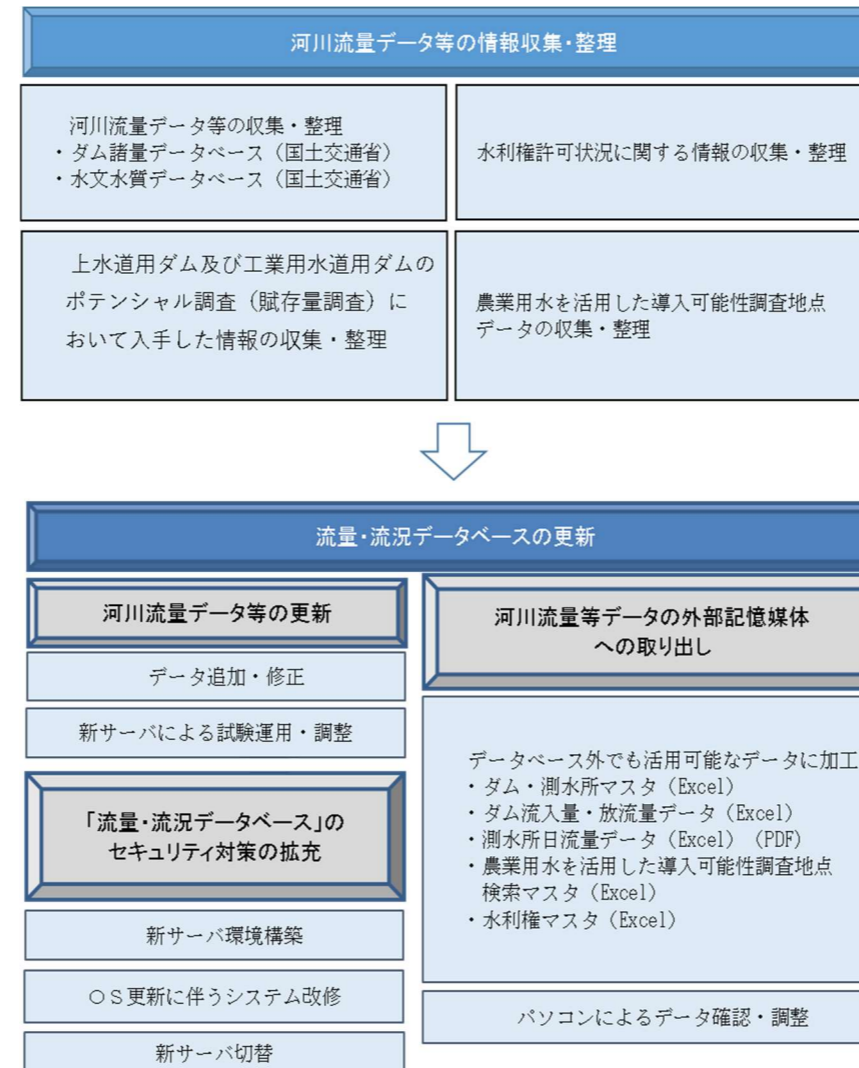 河川流量データ等の情報収集・整理
河川流量データ等の収集・整理
・ダム諸量データベース（国土交通省）
・水文水質データベース（国土交通省）
水利権許可状況に関する情報の収集・整理
上水道用ダム及び工業用水道用ダムの
ポテンシャル調査（賦存量調査）に
おいて入手した情報の収集・整理
農業用水を活用した導入可能性調査地点
データの収集・整理
流量・流況データベースの更新
河川流量データ等の更新
データ追加・修正
新サーバによる試験運用・調整
「流量・流況データベース」の
セキュリティ対策の拡充
新サーバ環境構築
ＯＳ更新に伴うシステム改修
新サーバ切替
河川流量等データの外部記憶媒体
への取り出し
データベース外でも活用可能なデータに加工
・ダム・測水所マスタ（Excel）
・ダム流入量・放流量データ（Excel）
・測水所日流量データ（Excel）（PDF）
・農業用水を活用した導入可能性調査地点
検索マスタ（Excel）
・水利権マスタ（Excel）
パソコンによるデータ確認・調整